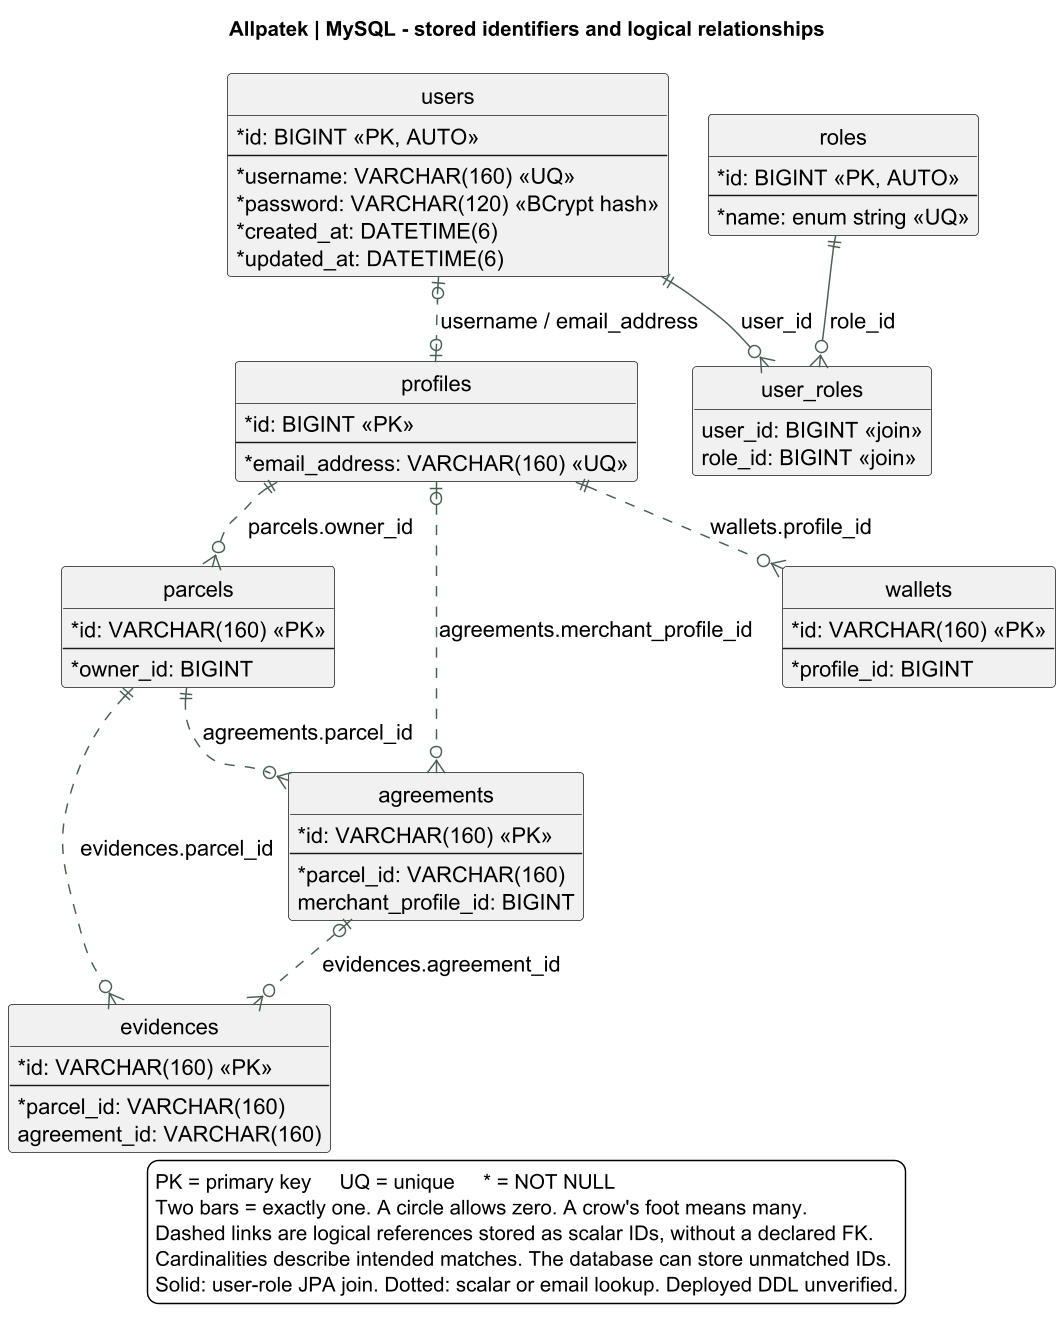 Allpatek | MySQL - stored identifiers and logical relationships
users
*id: BIGINT «PK, AUTO»
*username: VARCHAR(160) «UQ»
*password: VARCHAR(120) «BCrypt hash»
*created_at: DATETIME(6)
*updated_at: DATETIME(6)
roles
*id: BIGINT «PK, AUTO»
*name: enum string «UQ»
username / email_address
user_id
role_id
profiles
*id: BIGINT «PK»
*email_address: VARCHAR(160) «UQ»
user_roles
user_id: BIGINT «join»
role_id: BIGINT «join»
parcels.owner_id
wallets.profile_id
parcels
*id: VARCHAR(160) «PK»
*owner_id: BIGINT
agreements.merchant_profile_id
wallets
*id: VARCHAR(160) «PK»
*profile_id: BIGINT
agreements.parcel_id
agreements
*id: VARCHAR(160) «PK»
*parcel_id: VARCHAR(160)
merchant_profile_id: BIGINT
evidences.parcel_id
evidences.agreement_id
evidences
*id: VARCHAR(160) «PK»
*parcel_id: VARCHAR(160)
agreement_id: VARCHAR(160)
PK = primary key UQ = unique * = NOT NULL
Two bars = exactly one. A circle allows zero. A crow's foot means many.
Dashed links are logical references stored as scalar IDs, without a declared FK.
Cardinalities describe intended matches. The database can store unmatched IDs.
Solid: user-role JPA join. Dotted: scalar or email lookup. Deployed DDL unverified.